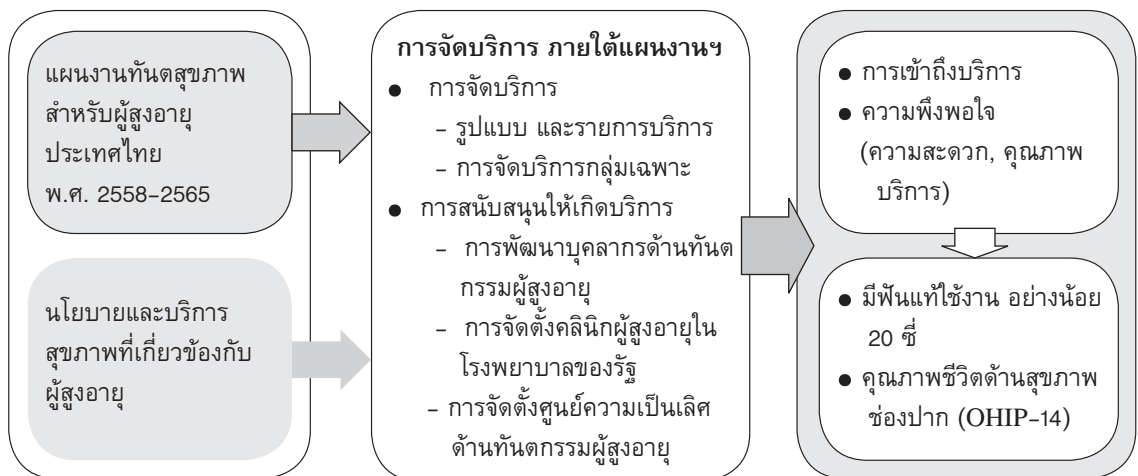 แผนงานทันตสุขภาพ
สำหรับผู้สูงอายุ
ประเทศไทย
พ.ศ. 2558-2565
นโยบายและบริการ
สุขภาพที่เกี่ยวข้องกับ
ผู้สูงอายุ
การจัดบริการ ภายใต้แผนงานฯ
● การจัดบริการ
- รูปแบบ และรายการบริการ
- การจัดบริการกลุ่มเฉพาะ
● การสนับสนุนให้เกิดบริการ
- การพัฒนาบุคลากรด้านทันต
กรรมผู้สูงอายุ
- การจัดตั้งคลินิกผู้สูงอายุใน
โรงพยาบาลของรัฐ
- การจัดตั้งศูนย์ความเป็นเลิศ
ด้านทันตกรรมผู้สูงอายุ
● การเข้าถึงบริการ
● ความพึงพอใจ
(ความสะดวก, คุณภาพ
บริการ)
● มีฟันแท้ใช้งาน อย่างน้อย
20 ซี่
● คุณภาพชีวิตด้านสุขภาพ
ช่องปาก (OHIP-14)